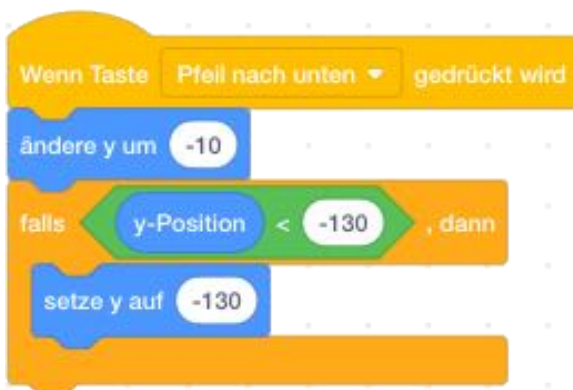 Wenn Taste Pfeil nach unten gedrückt wird
ändere y um -10
falls y-Position < -130 , dann
setze y auf -130